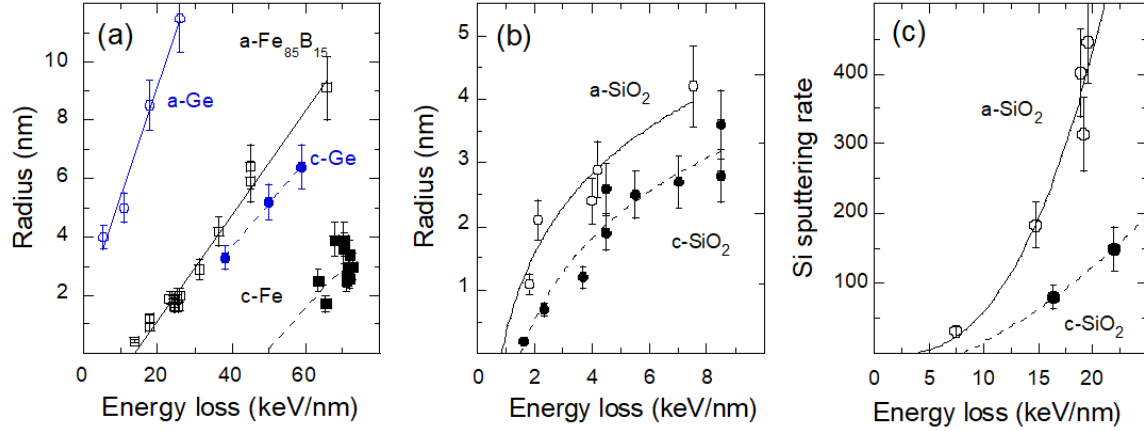 (a)
a-Fe85B15
a-Ge
c-Ge
c-Fe
10
8
6
4
2
0
20
40
60
Radius (nm)
Energy loss (keV/nm)
(b)
a-SiO2
c-SiO2
5
4
3
2
1
0
0
2
4
6
8
Radius (nm)
Energy loss (keV/nm)
(c)
a-SiO2
c-SiO2
400
300
200
100
5
10
15
20
Si sputtering rate
Energy loss (keV/nm)